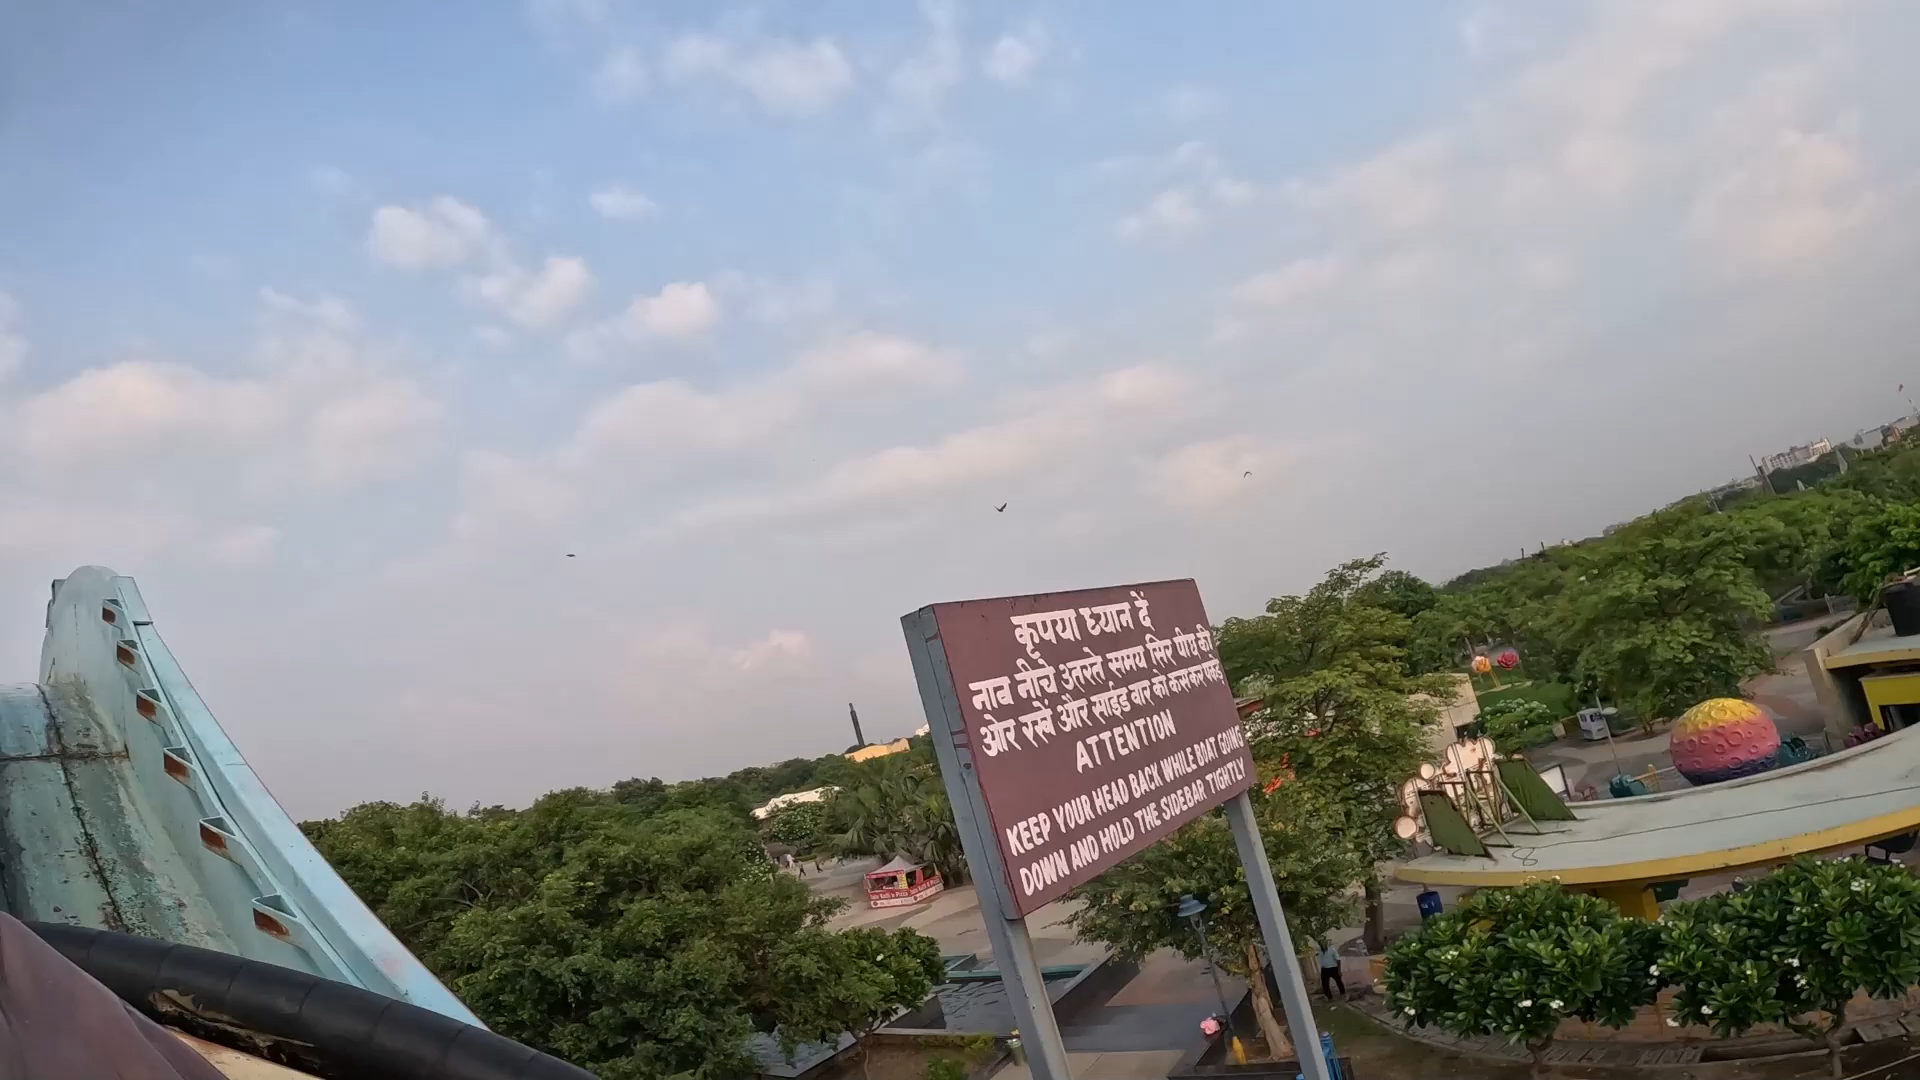 कृपया ध्यान दें
नाव नीचे उतरते समय सिर पीछे की
ओर रखें और साईड वार को कसकर पकड़े
ATTENTION
KEEP YOUR HEAD BACK WHILE BOAT GOING
DOWN AND HOLD THE SIDEBAR TIGHTLY